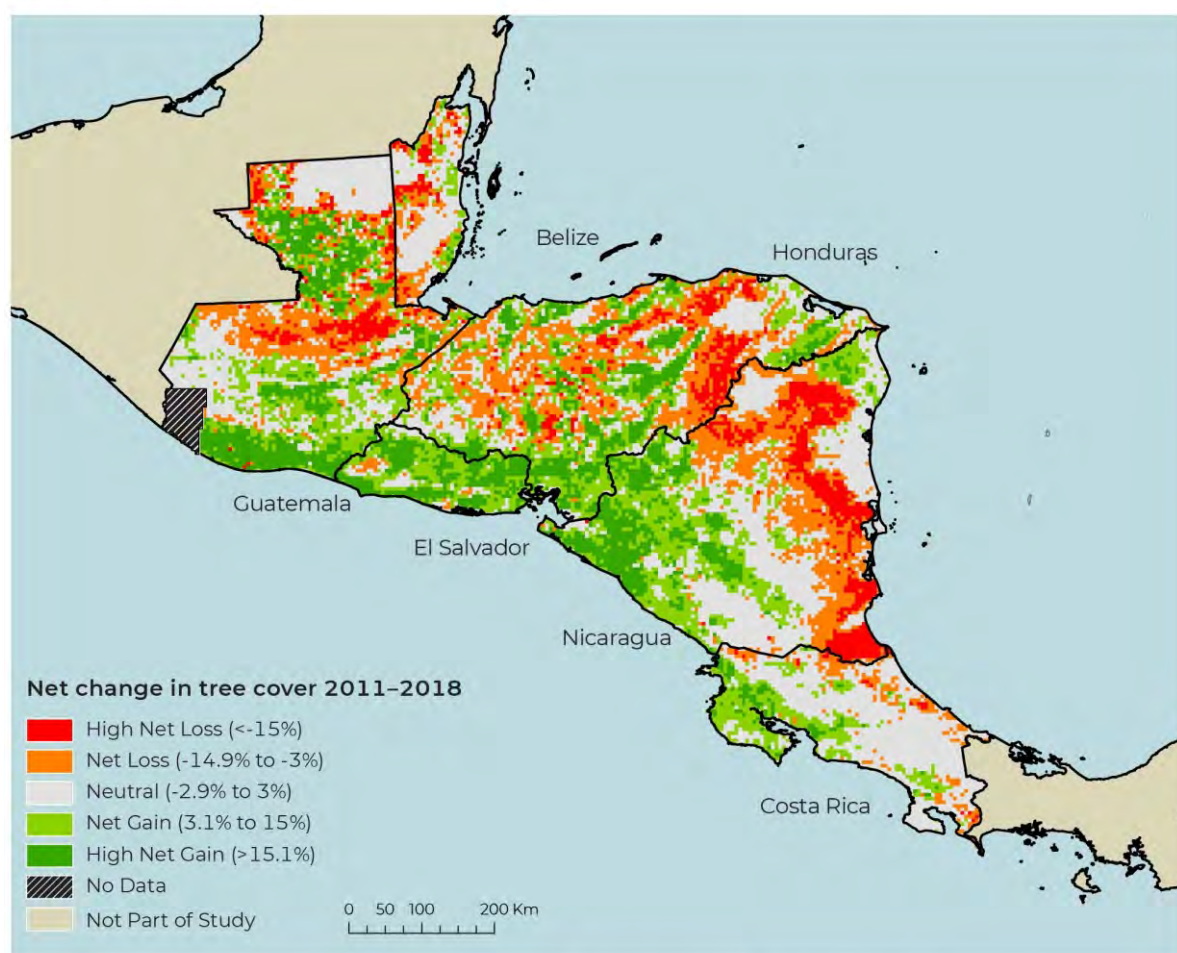 Belize
Honduras
Guatemala
El Salvador
Nicaragua
Costa Rica
Net change in tree cover 2011–2018
High Net Loss (<-15%)
Net Loss (-14.9% to -3%)
Neutral (-2.9% to 3%)
Net Gain (3.1% to 15%)
High Net Gain (>15.1%)
No Data
Not Part of Study
0 50 100 200 Km